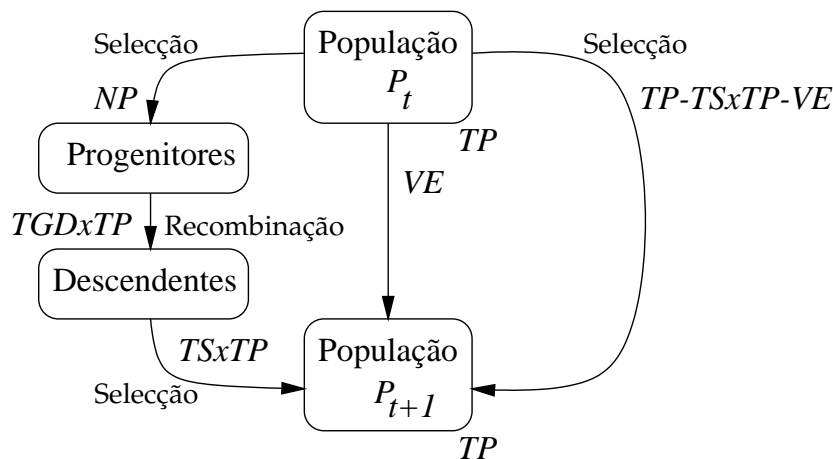 Selecção
População
P_t
Selecção
NP
TP-TSxTP-VE
TP
Progenitores
VE
TGDxTP
Recombinação
Descendentes
TSxTP
População
P_{t+1}
Selecção
TP